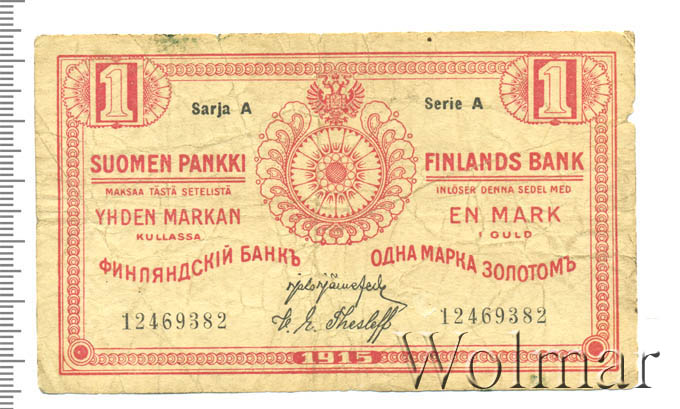 1 1
Sarja A Serie A
SUOMEN PANKKI FINLANDS BANK
MAKSAA TÄSTÄ SETELISTÄ INLÖSER DENNA SEDEL MED
YHDEN MARKAN EN MARK
KULLASSA I GULD
ФИНЛЯНДСКІЙ БАНКЪ ОДНА МАРКА ЗОЛОТОМЪ
12469382 12469382
1915
Wolmar